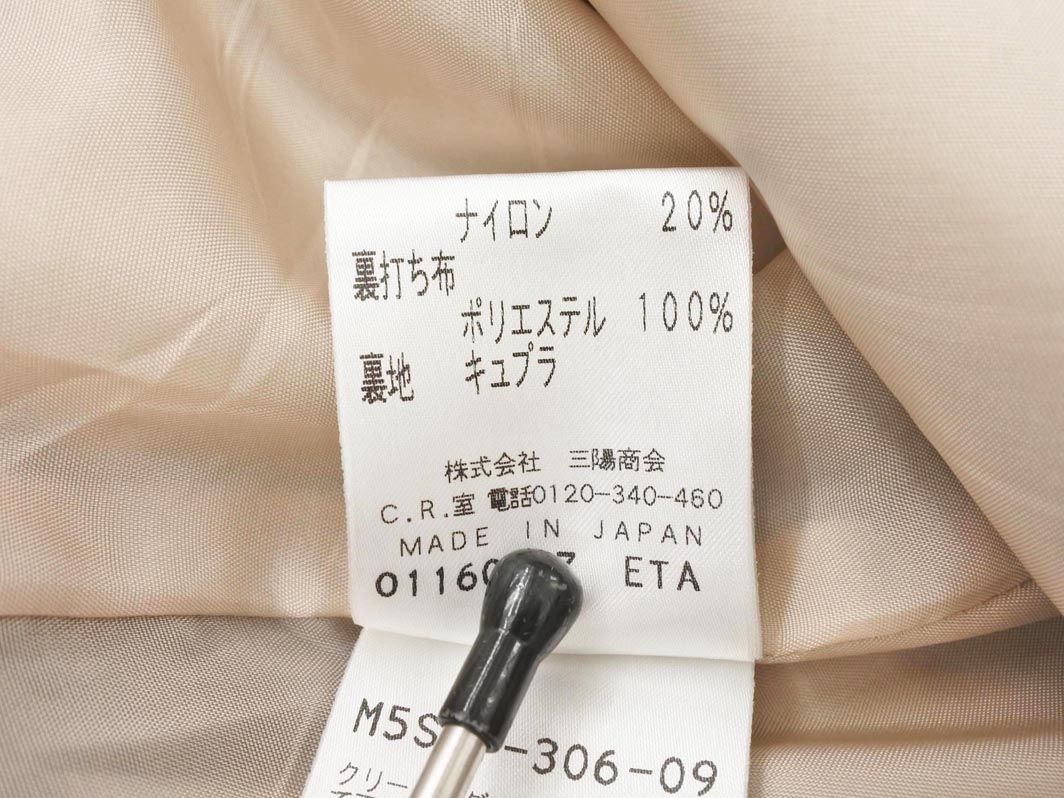 ナイロン 20%
裏打ち布
ポリエステル 100%
裏地 キュプラ
株式会社 三陽商会
C.R.室 電話0120-340-460
MADE IN JAPAN
ETA
-306-09